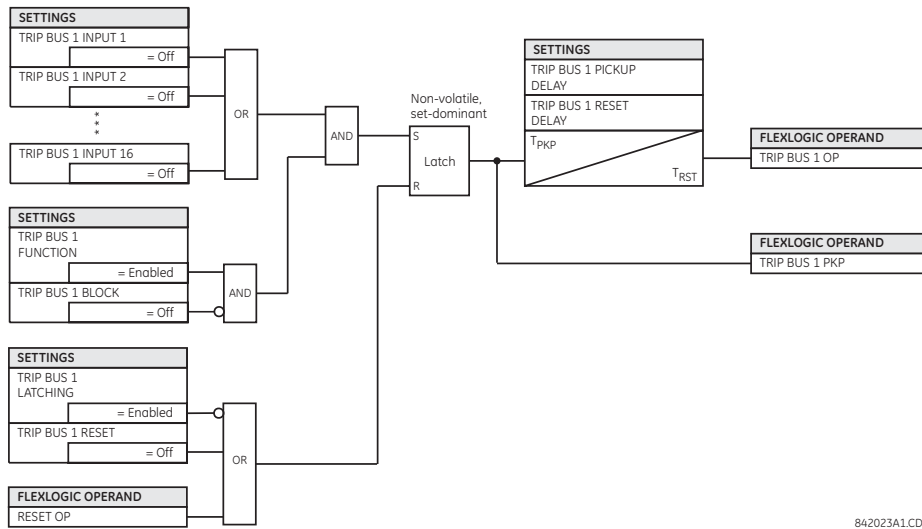 SETTINGS
TRIP BUS 1 INPUT 1
= Off
TRIP BUS 1 INPUT 2
= Off
* * *
TRIP BUS 1 INPUT 16
= Off
OR
SETTINGS
TRIP BUS 1
FUNCTION
= Enabled
TRIP BUS 1 BLOCK
= Off
AND
AND
SETTINGS
TRIP BUS 1
LATCHING
= Enabled
TRIP BUS 1 RESET
= Off
OR
FLEXLOGIC OPERAND
RESET OP
Non-volatile,
set-dominant
S
Latch
R
SETTINGS
TRIP BUS 1 PICKUP
DELAY
TRIP BUS 1 RESET
DELAY
TPKP
TRST
FLEXLOGIC OPERAND
TRIP BUS 1 OP
FLEXLOGIC OPERAND
TRIP BUS 1 PKP
842023A1.CDR